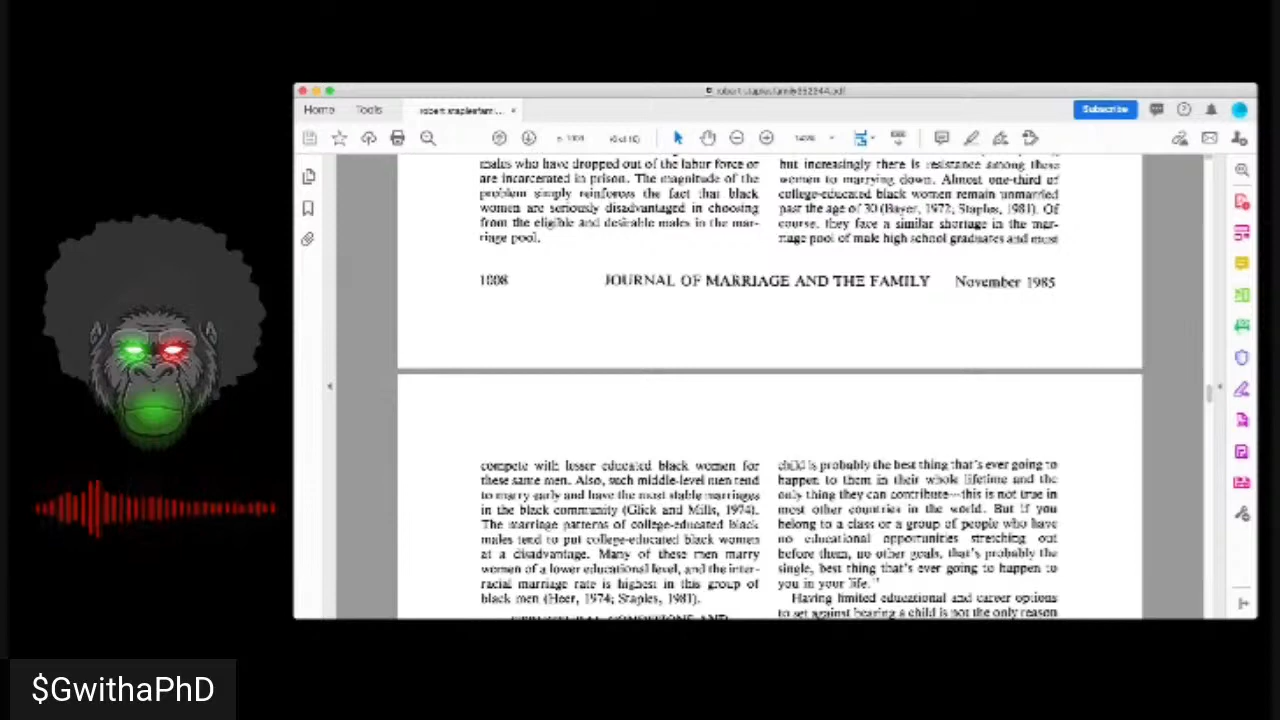 robert staplesfamily352344.pdf
Home
Tools
robert staplesfami...
Subscribe
males who have dropped out of the labor force or
are incarcerated in prison. The magnitude of the
problem simply reinforces the fact that black
women are seriously disadvantaged in choosing
from the eligible and desirable males in the mar-
riage pool.
but increasingly there is resistance among these
women to marrying down. Almost one-third of
college-educated black women remain unmarried
past the age of 30 (Bayer, 1972; Staples, 1981). Of
course, they face a similar shortage in the mar-
riage pool of male high school graduates and must
1008
JOURNAL OF MARRIAGE AND THE FAMILY
November 1985
compete with lesser educated black women for
these same men. Also, such middle-level men tend
to marry early and have the most stable marriages
in the black community (Glick and Mills, 1974).
The marriage patterns of college-educated black
males tend to put college-educated black women
at a disadvantage. Many of these men marry
women of a lower educational level, and the inter-
racial marriage rate is highest in this group of
black men (Heer, 1974; Staples, 1981).
child is probably the best thing that's ever going to
happen to them in their whole lifetime and the
only thing they can contribute—this is not true in
most other countries in the world. But if you
belong to a class or a group of people who have
no educational opportunities stretching out
before them, no other goals, that's probably the
single, best thing that's ever going to happen to
you in your life."
Having limited educational and career options
to set against bearing a child is not the only reason
$GwithaPhD